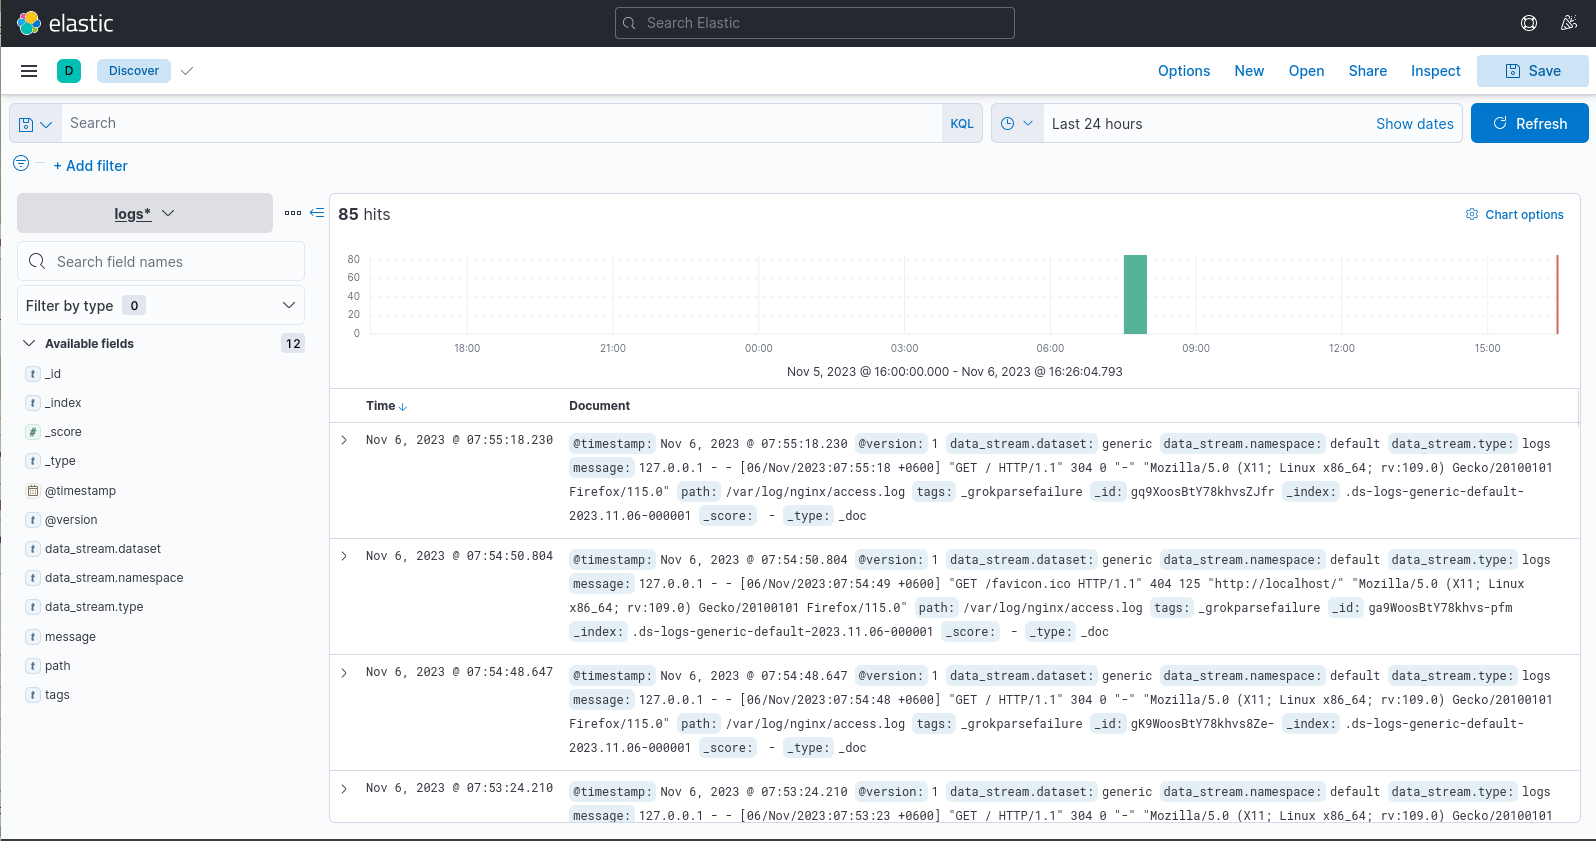 elastic
Search Elastic
D
Discover
Options
New
Open
Share
Inspect
Save
Search
KQL
Last 24 hours
Show dates
Refresh
+ Add filter
logs*
Search field names
Filter by type 0
Available fields 12
t _id
t _index
# _score
t _type
@timestamp
t @version
t data_stream.dataset
t data_stream.namespace
t data_stream.type
t message
t path
t tags
85 hits
Chart options
80
60
40
20
0
18:00 21:00 00:00 03:00 06:00 09:00 12:00 15:00
Nov 5, 2023 @ 16:00:00.000 - Nov 6, 2023 @ 16:26:04.793
Time Document
Nov 6, 2023 @ 07:55:18.230
@timestamp: Nov 6, 2023 @ 07:55:18.230 @version: 1 data_stream.dataset: generic data_stream.namespace: default data_stream.type: logs
message: 127.0.0.1 - - [06/Nov/2023:07:55:18 +0600] "GET / HTTP/1.1" 304 0 "-" "Mozilla/5.0 (X11; Linux x86_64; rv:109.0) Gecko/20100101
Firefox/115.0" path: /var/log/nginx/access.log tags: _grokparsefailure _id: gq9XoosBtY78khvsZJfr _index: .ds-logs-generic-default-
2023.11.06-000001 _score: - _type: _doc
Nov 6, 2023 @ 07:54:50.804
@timestamp: Nov 6, 2023 @ 07:54:50.804 @version: 1 data_stream.dataset: generic data_stream.namespace: default data_stream.type: logs
message: 127.0.0.1 - - [06/Nov/2023:07:54:49 +0600] "GET /favicon.ico HTTP/1.1" 404 125 "http://localhost/" "Mozilla/5.0 (X11; Linux
x86_64; rv:109.0) Gecko/20100101 Firefox/115.0" path: /var/log/nginx/access.log tags: _grokparsefailure _id: ga9WoosBtY78khvs-pfm
_index: .ds-logs-generic-default-2023.11.06-000001 _score: - _type: _doc
Nov 6, 2023 @ 07:54:48.647
@timestamp: Nov 6, 2023 @ 07:54:48.647 @version: 1 data_stream.dataset: generic data_stream.namespace: default data_stream.type: logs
message: 127.0.0.1 - - [06/Nov/2023:07:54:48 +0600] "GET / HTTP/1.1" 304 0 "-" "Mozilla/5.0 (X11; Linux x86_64; rv:109.0) Gecko/20100101
Firefox/115.0" path: /var/log/nginx/access.log tags: _grokparsefailure _id: gK9WoosBtY78khvs8Ze- _index: .ds-logs-generic-default-
2023.11.06-000001 _score: - _type: _doc
Nov 6, 2023 @ 07:53:24.210
@timestamp: Nov 6, 2023 @ 07:53:24.210 @version: 1 data_stream.dataset: generic data_stream.namespace: default data_stream.type: logs
message: 127.0.0.1 - - [06/Nov/2023:07:53:23 +0600] "GET / HTTP/1.1" 304 0 "-" "Mozilla/5.0 (X11; Linux x86_64; rv:109.0) Gecko/20100101